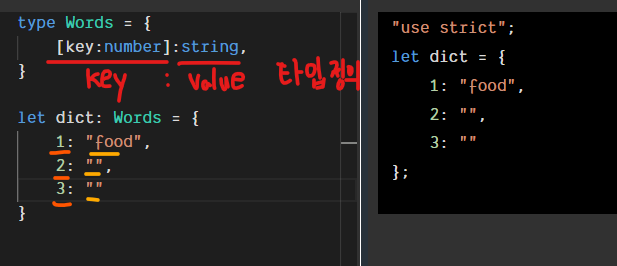 type Words = {
[key:number]:string,
}
key : value 타입정의
let dict: Words = {
1: "food",
2: "",
3: ""
}
"use strict";
let dict = {
1: "food",
2: "",
3: ""
};